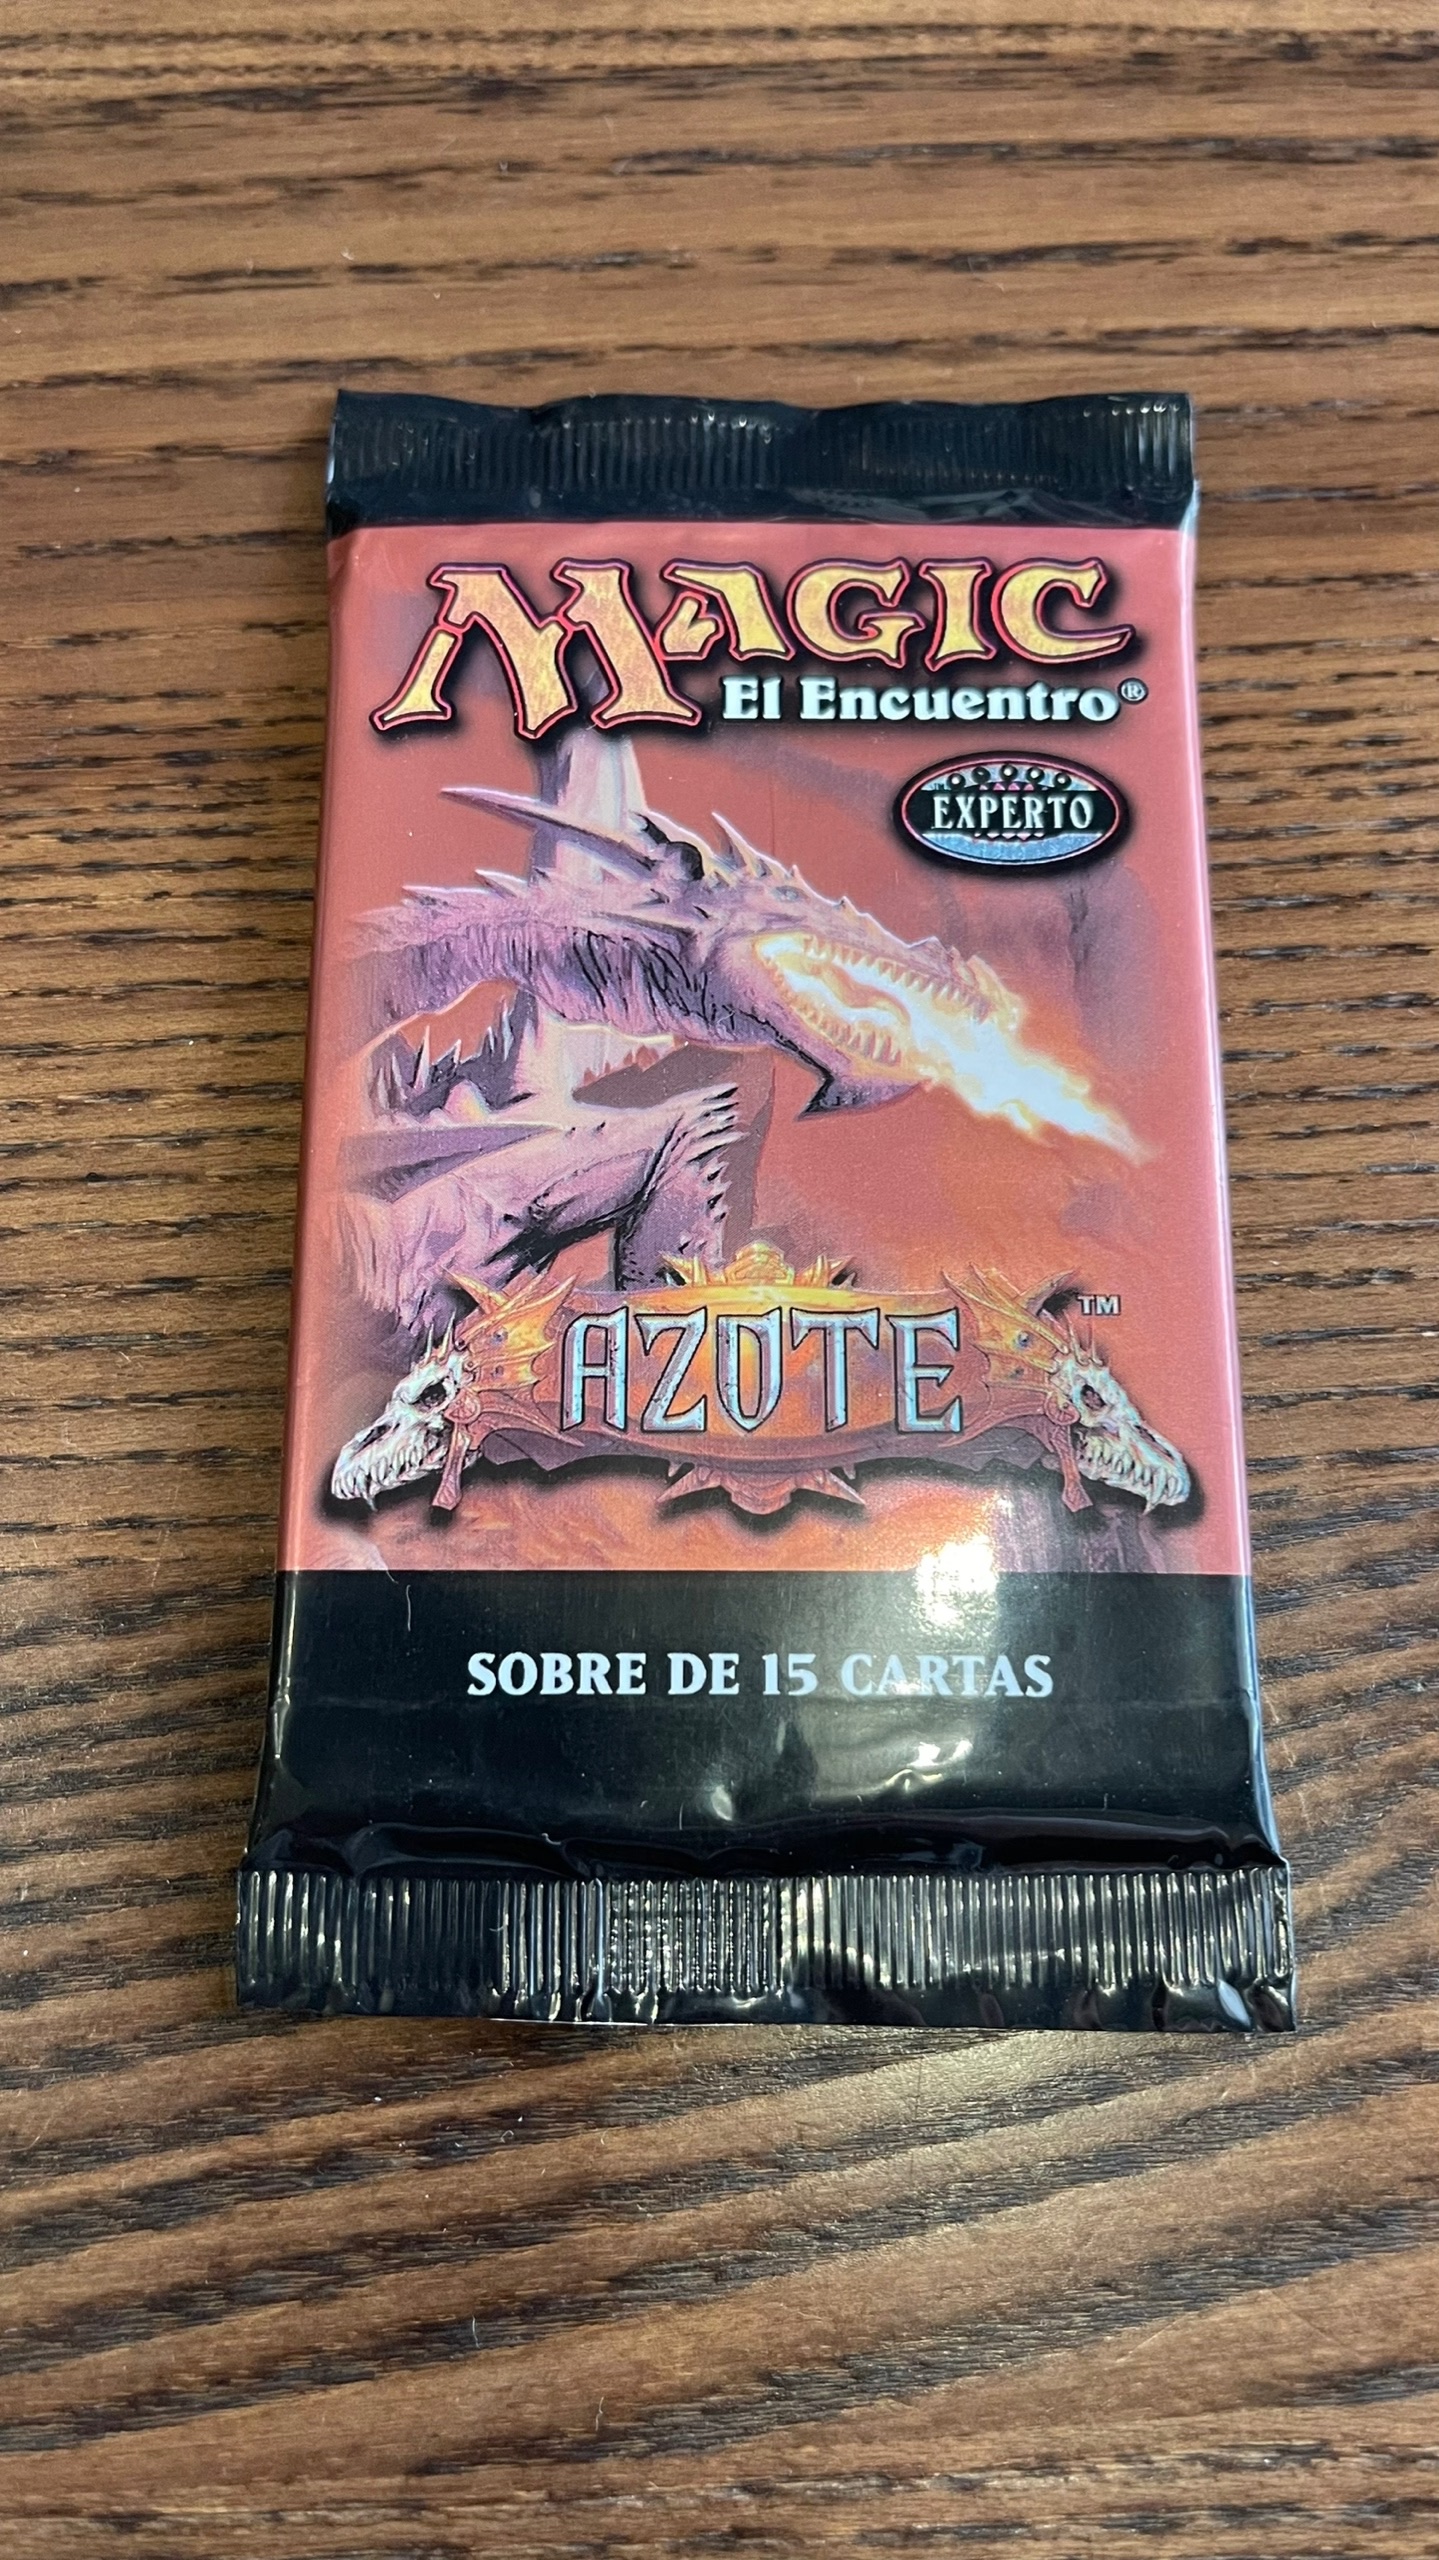 MAGIC
El Encuentro®
EXPERTO
AZOTE™
SOBRE DE 15 CARTAS